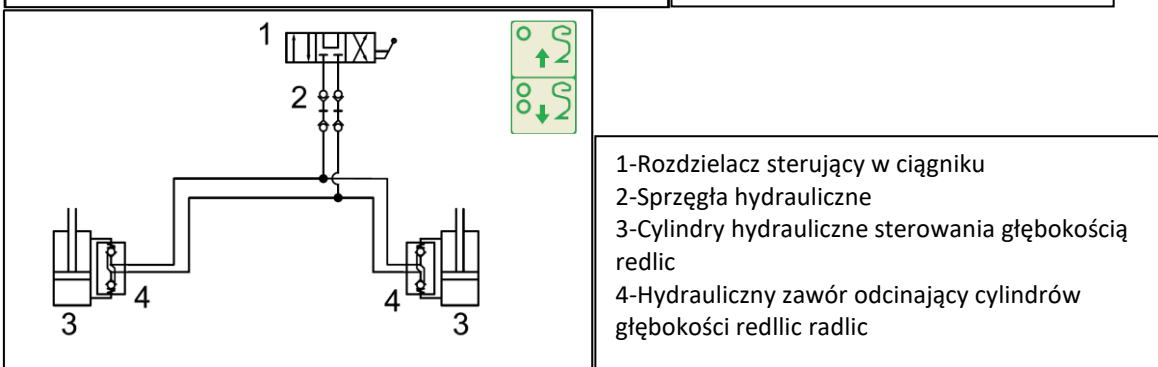 1
2
4
3
4
3
1-Rozdzielacz sterujący w ciągniku
2-Sprzęgła hydrauliczne
3-Cylindry hydrauliczne sterowania głębokością
redlic
4-Hydrauliczny zawór odcinający cylindrów
głębokości redllic radlic